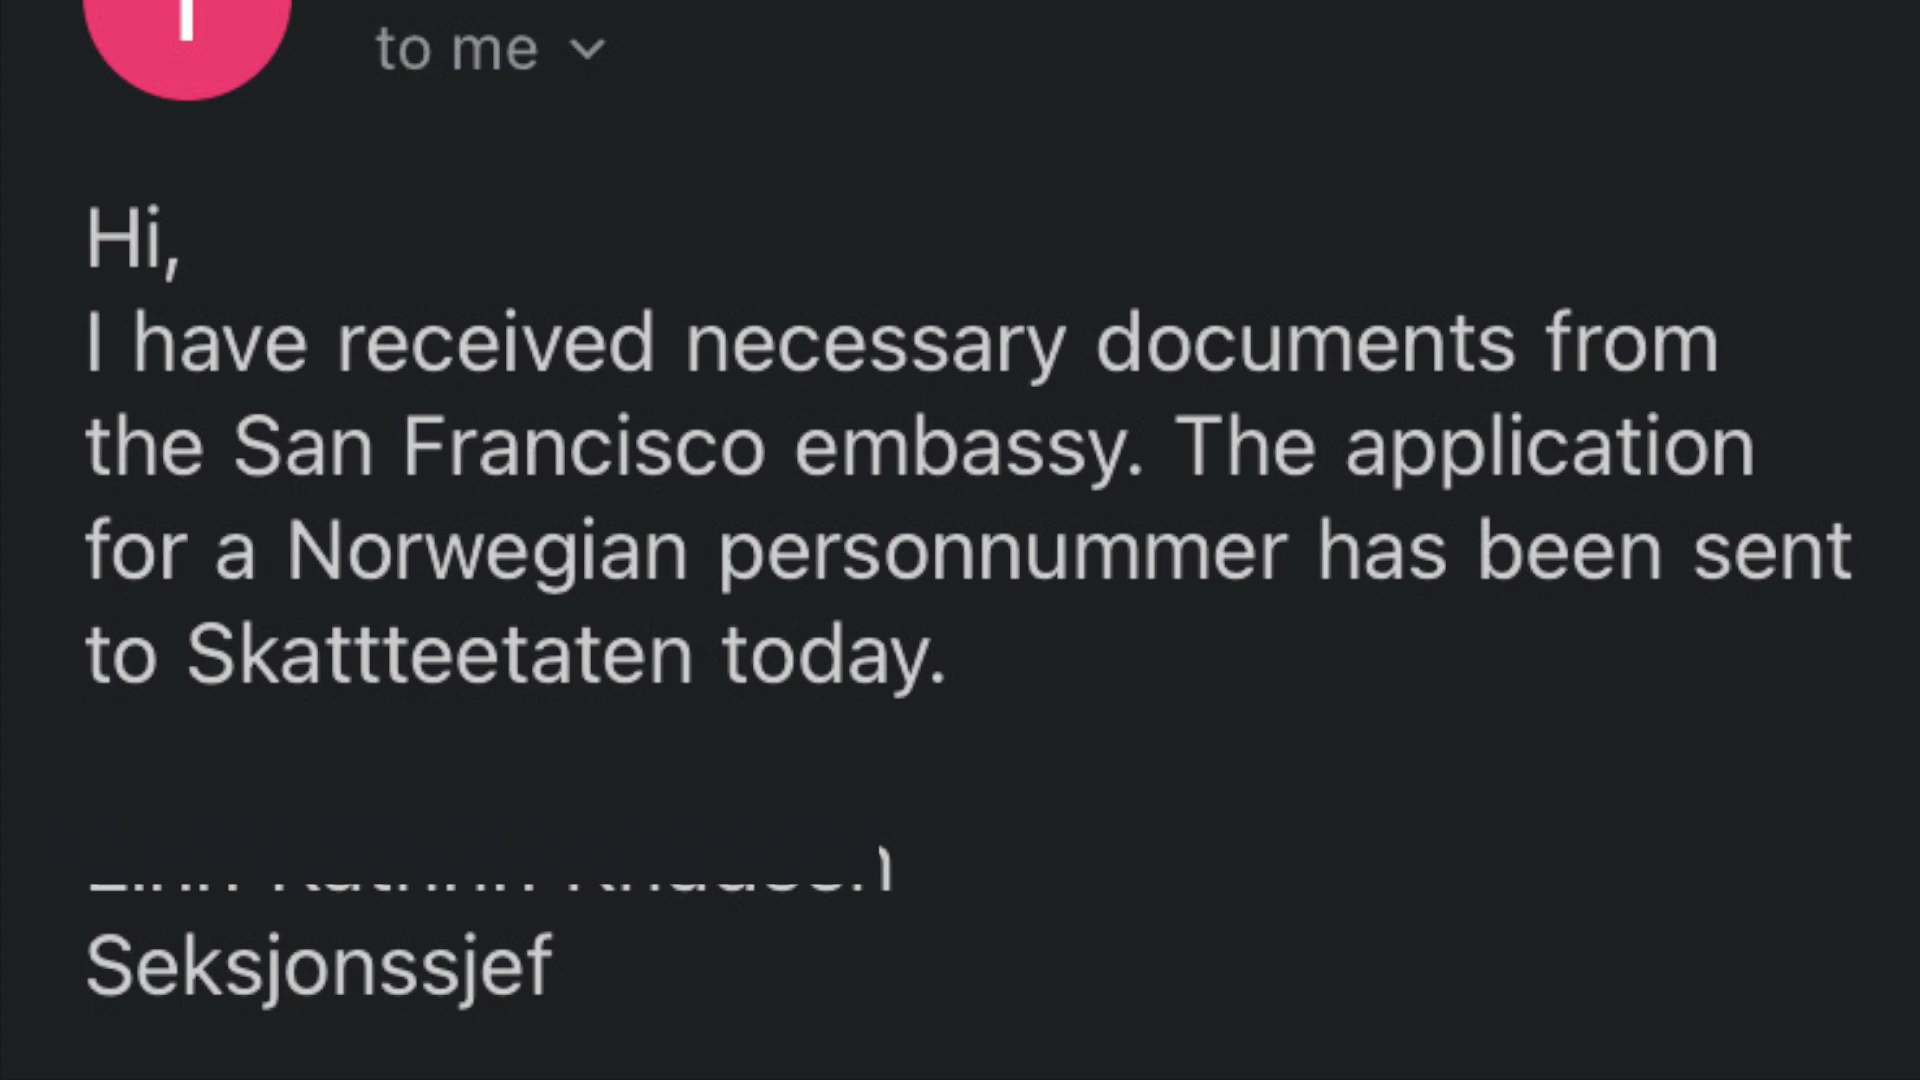 to me
Hi,
I have received necessary documents from
the San Francisco embassy. The application
for a Norwegian personnummer has been sent
to Skattteetaten today.
Seksjonssjef